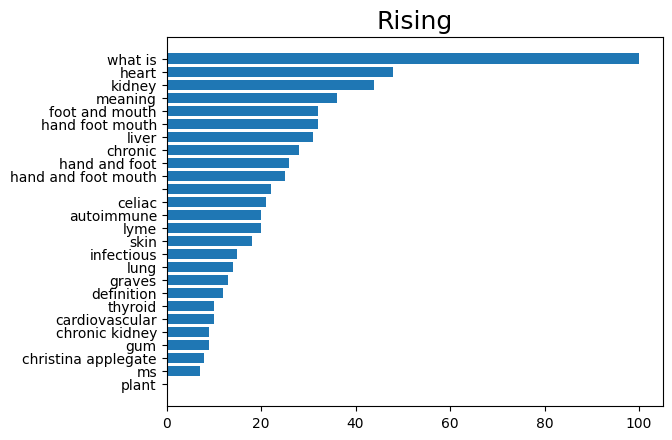 Rising
what is
heart
kidney
meaning
foot and mouth
hand foot mouth
liver
chronic
hand and foot
hand and foot mouth
celiac
autoimmune
lyme
skin
infectious
lung
graves
definition
thyroid
cardiovascular
chronic kidney
gum
christina applegate
ms
plant
0 20 40 60 80 100